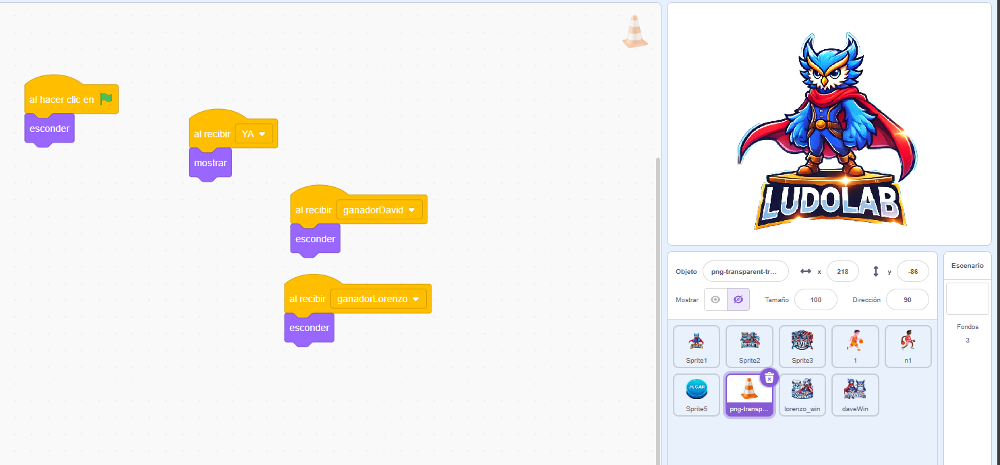 al hacer clic en
esconder
al recibir YA
mostrar
al recibir ganadorDavid
esconder
al recibir ganadorLorenzo
esconder
LUDOLAB
Objeto png-transparent-tr... x 218 y -86
Mostrar Tamaño 100 Dirección 90
Sprite1 Sprite2 Sprite3 1 n1
Sprite5 png-transp... lorenzo_win daveWin
Escenario
Fondos
3